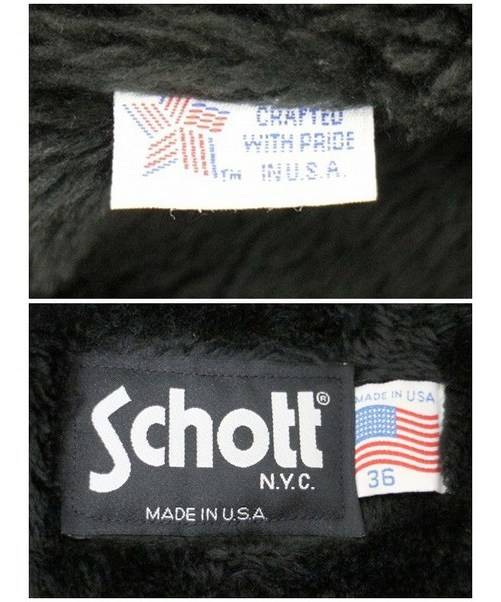 CRAFTED
WITH PRIDE
TM IN U.S.A.
Schott®
N.Y.C.
MADE IN U.S.A.
MADE IN USA
36